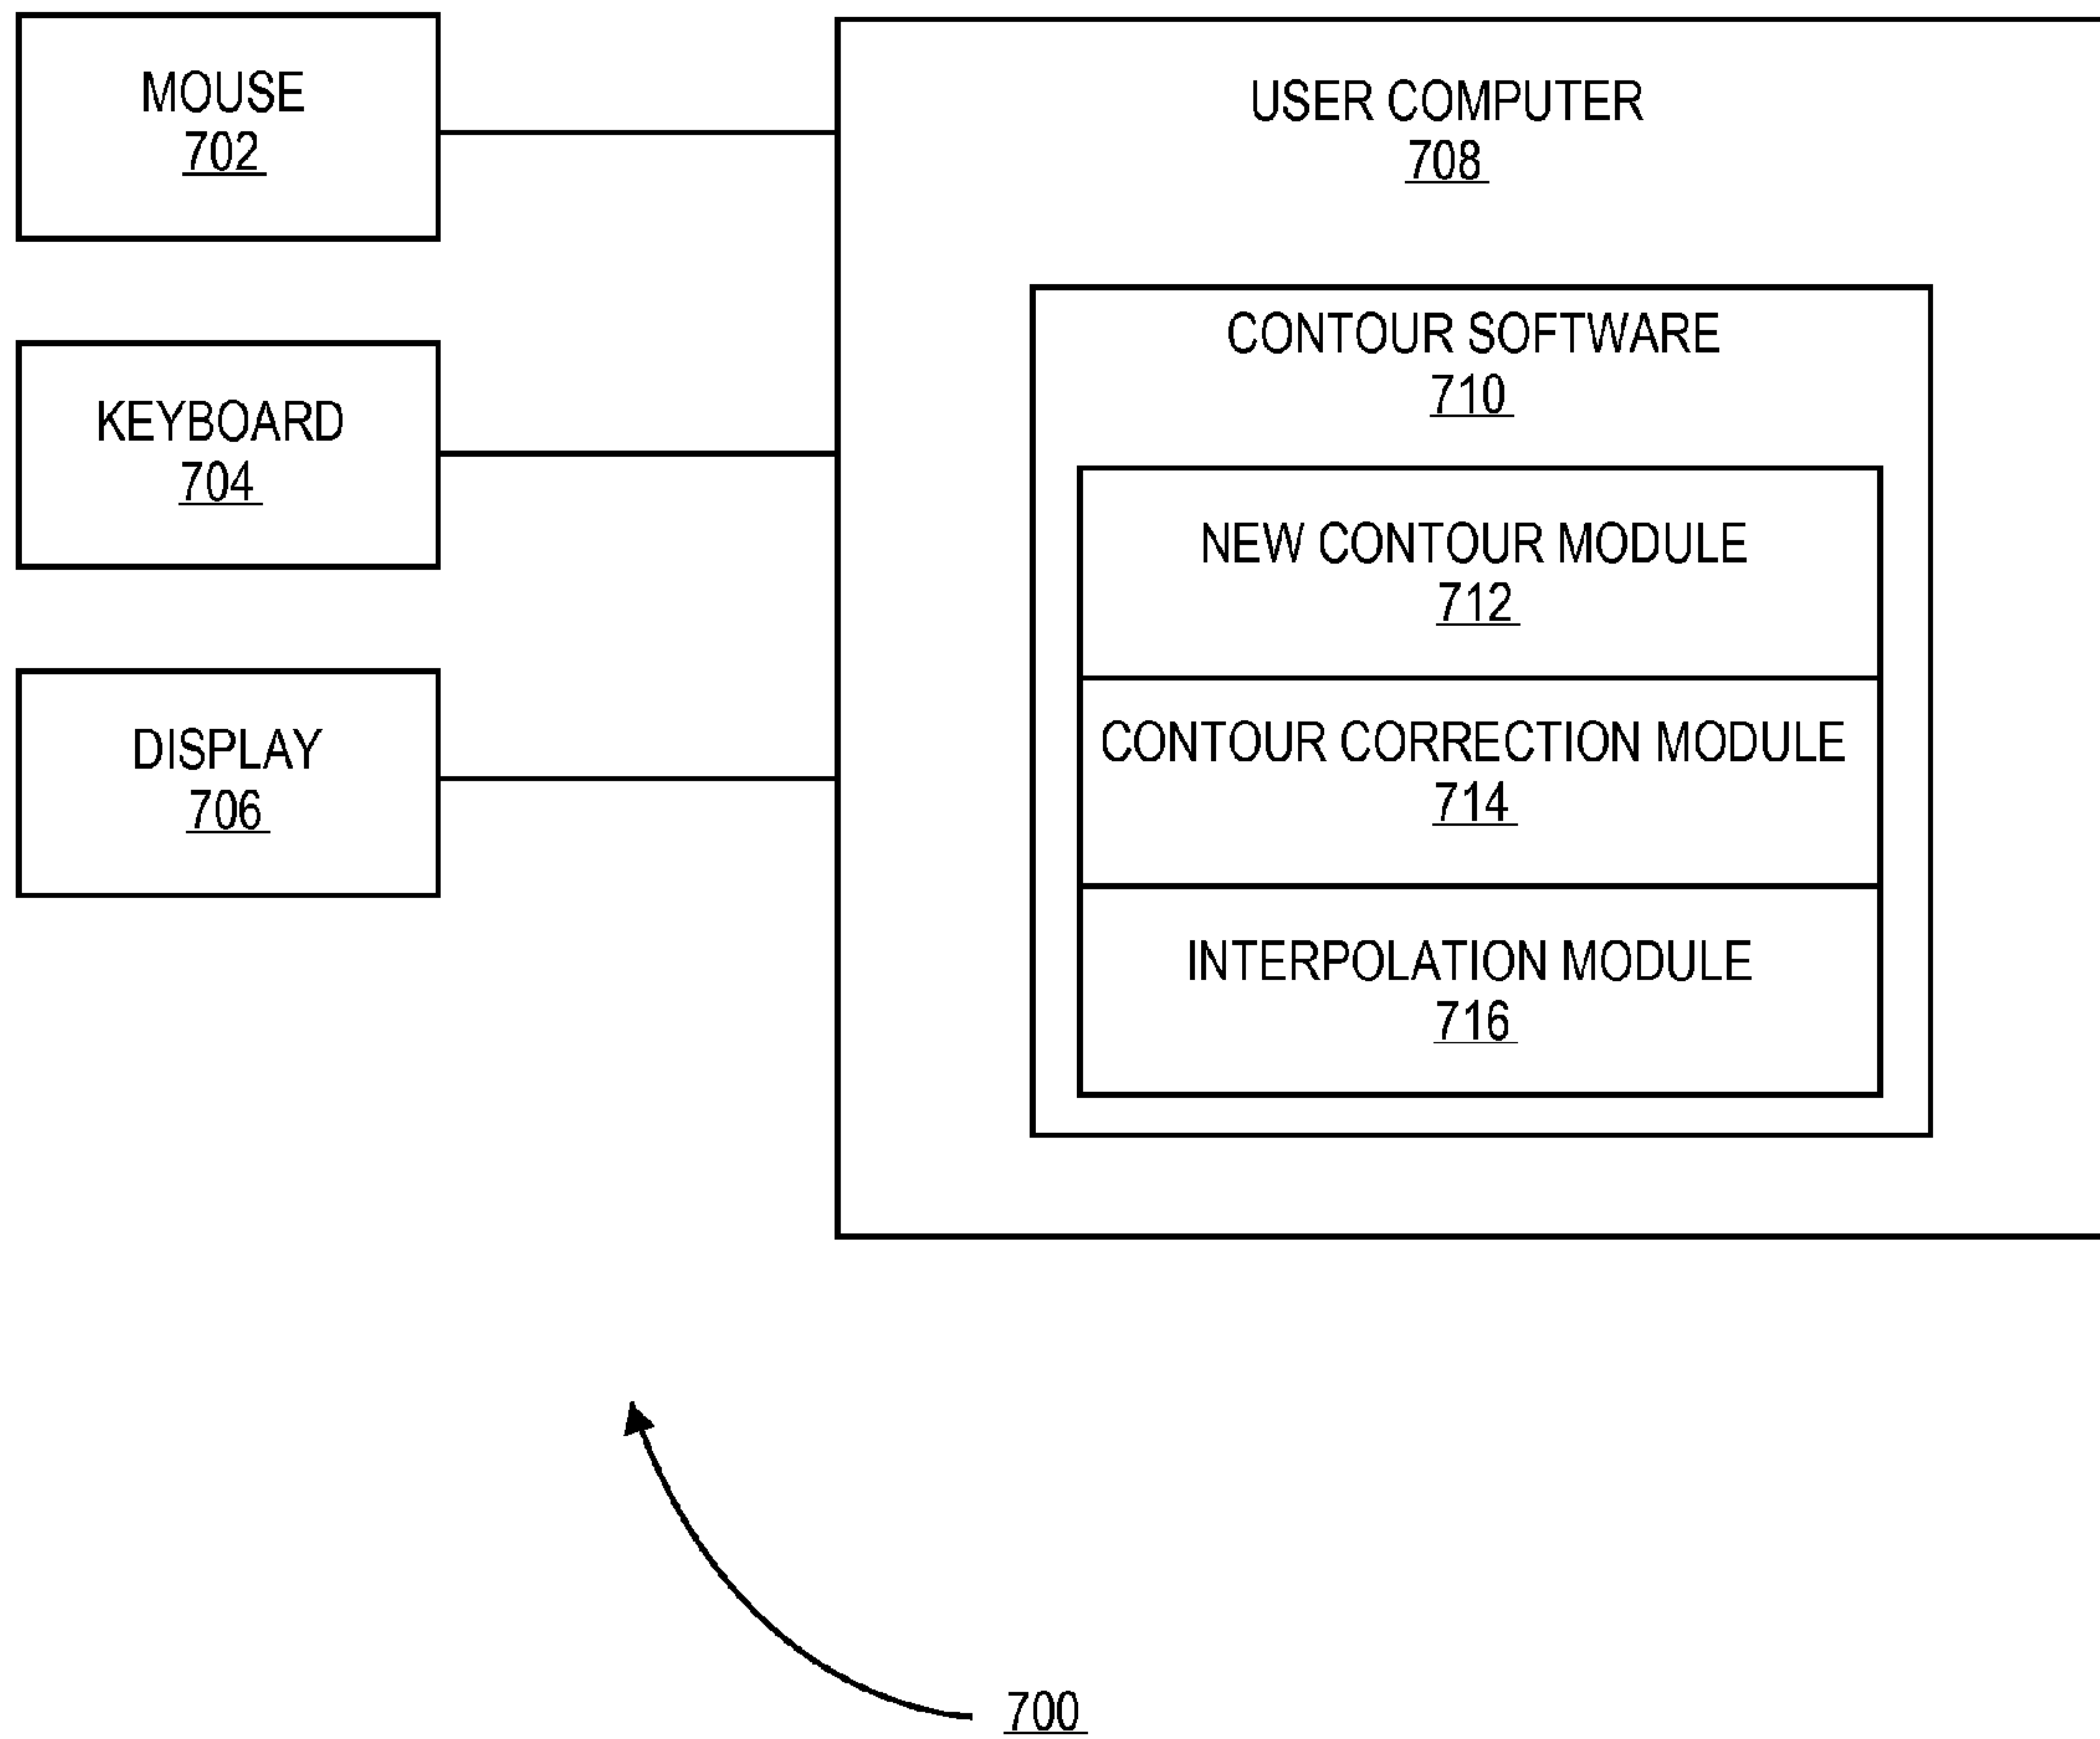 MOUSE
702
KEYBOARD
704
DISPLAY
706
USER COMPUTER
708
CONTOUR SOFTWARE
710
NEW CONTOUR MODULE
712
CONTOUR CORRECTION MODULE
714
INTERPOLATION MODULE
716
700